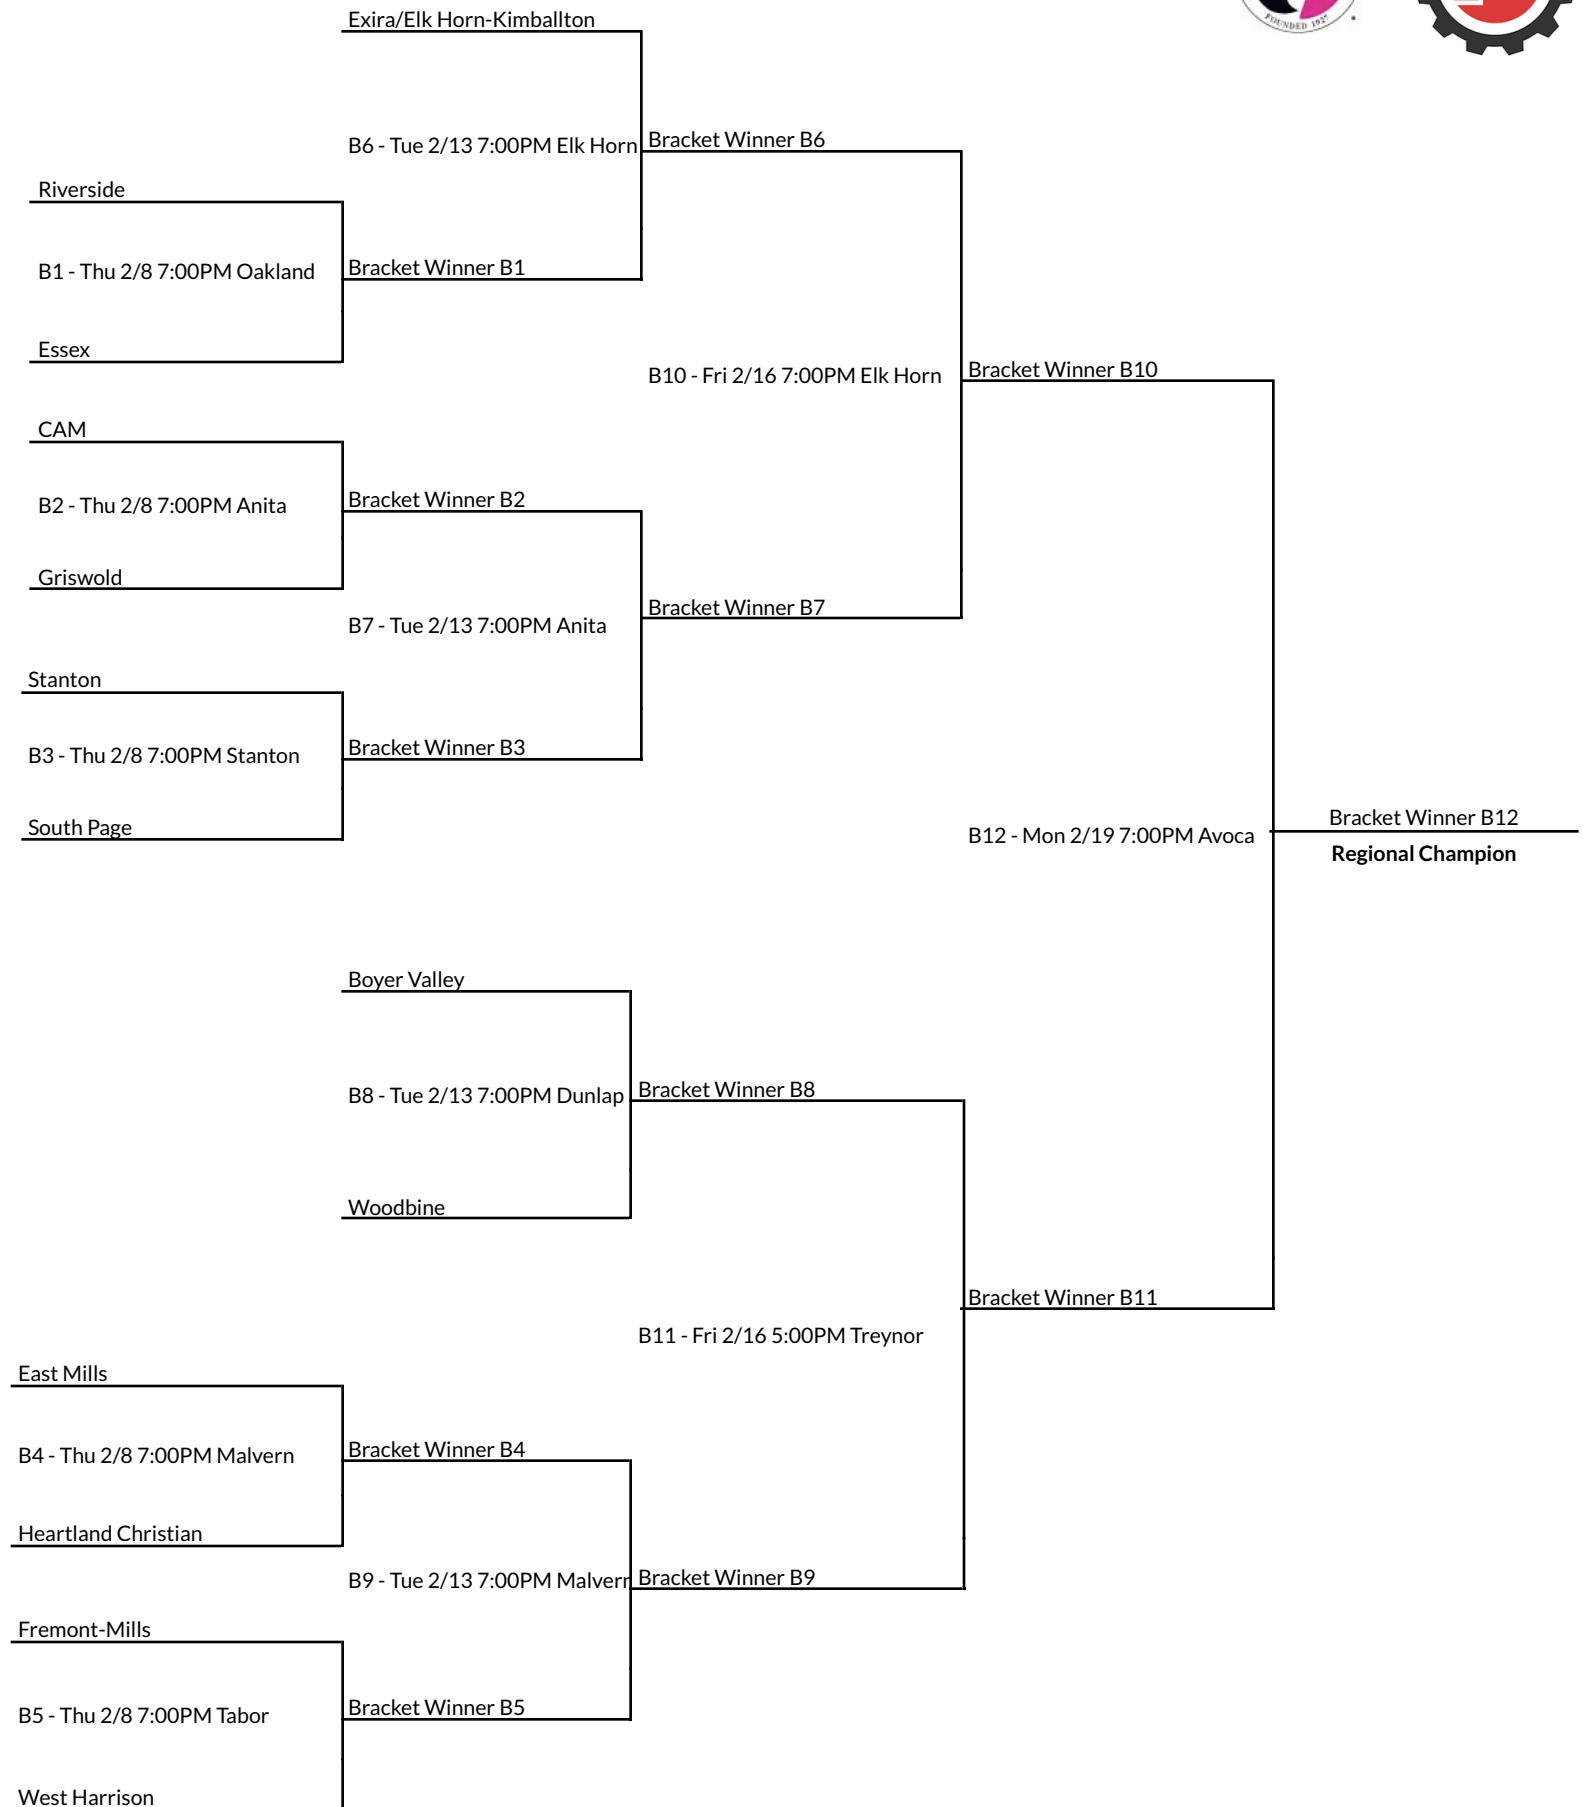 FOUNDED 1927
Exira/Elk Horn-Kimballton
B6 - Tue 2/13 7:00PM Elk Horn
Bracket Winner B6
Riverside
B1 - Thu 2/8 7:00PM Oakland
Bracket Winner B1
Essex
B10 - Fri 2/16 7:00PM Elk Horn
Bracket Winner B10
CAM
B2 - Thu 2/8 7:00PM Anita
Bracket Winner B2
Griswold
B7 - Tue 2/13 7:00PM Anita
Bracket Winner B7
Stanton
B3 - Thu 2/8 7:00PM Stanton
Bracket Winner B3
South Page
B12 - Mon 2/19 7:00PM Avoca
Bracket Winner B12
Regional Champion
Boyer Valley
B8 - Tue 2/13 7:00PM Dunlap
Bracket Winner B8
Woodbine
Bracket Winner B11
B11 - Fri 2/16 5:00PM Treynor
East Mills
B4 - Thu 2/8 7:00PM Malvern
Bracket Winner B4
Heartland Christian
B9 - Tue 2/13 7:00PM Malvern
Bracket Winner B9
Fremont-Mills
B5 - Thu 2/8 7:00PM Tabor
Bracket Winner B5
West Harrison